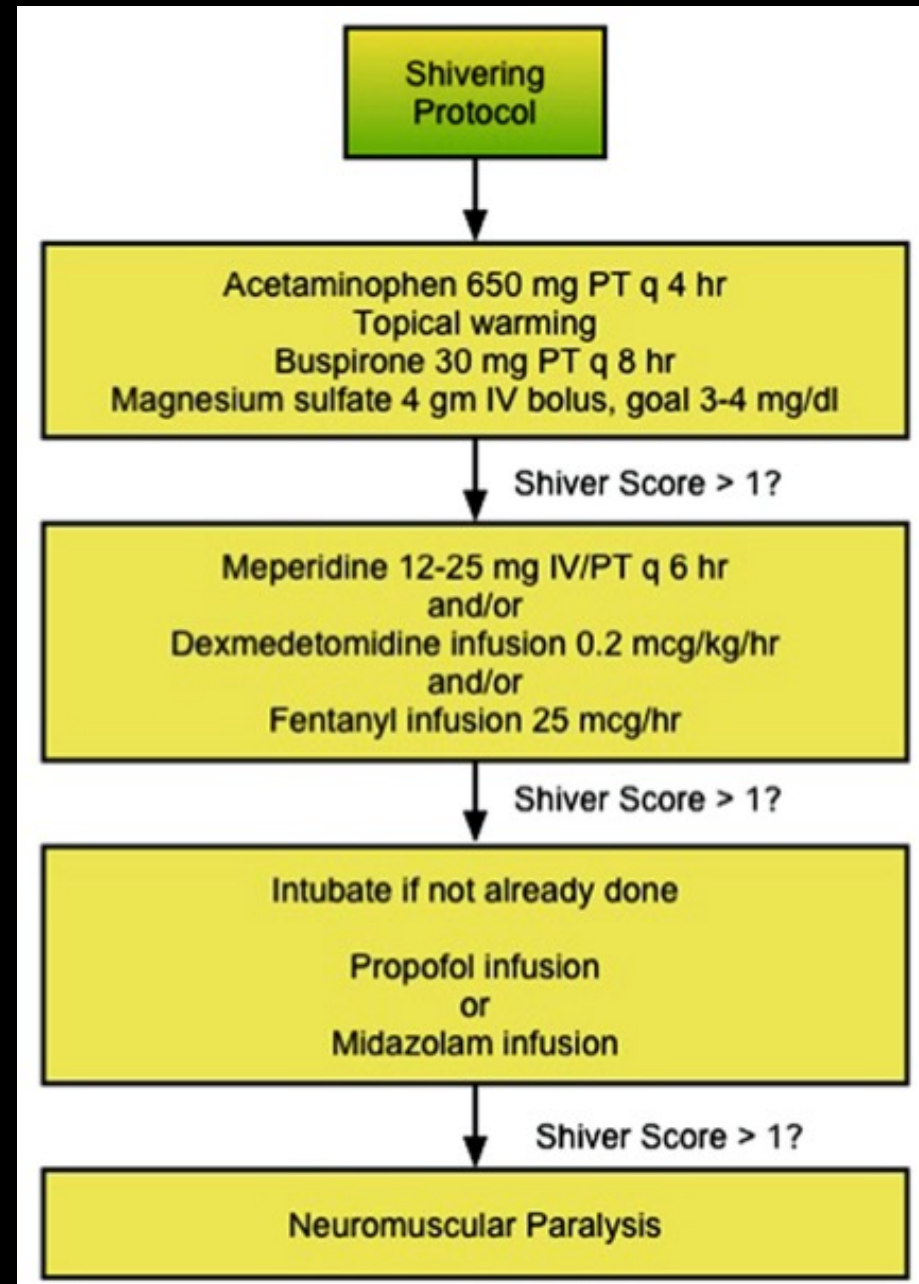 Shivering
Protocol
Acetaminophen 650 mg PT q 4 hr
Topical warming
Buspirone 30 mg PT q 8 hr
Magnesium sulfate 4 gm IV bolus, goal 3-4 mg/dl
Shiver Score > 1?
Meperidine 12-25 mg IV/PT q 6 hr
and/or
Dexmedetomidine infusion 0.2 mcg/kg/hr
and/or
Fentanyl infusion 25 mcg/hr
Shiver Score > 1?
Intubate if not already done
Propofol infusion
or
Midazolam infusion
Shiver Score > 1?
Neuromuscular Paralysis